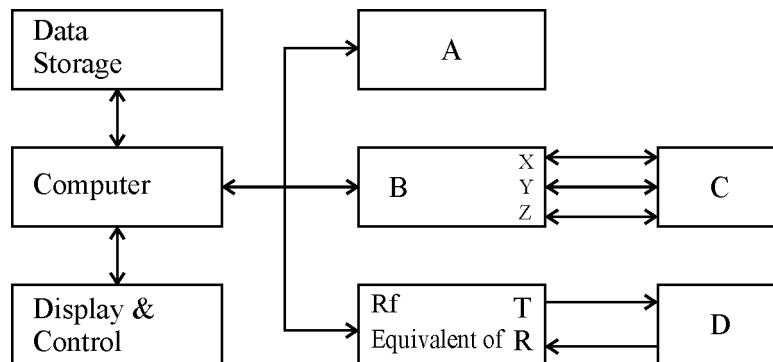 Data
Storage
A
Computer
B
X
Y
Z
C
Display &
Control
Rf
Equivalent of
T
R
D